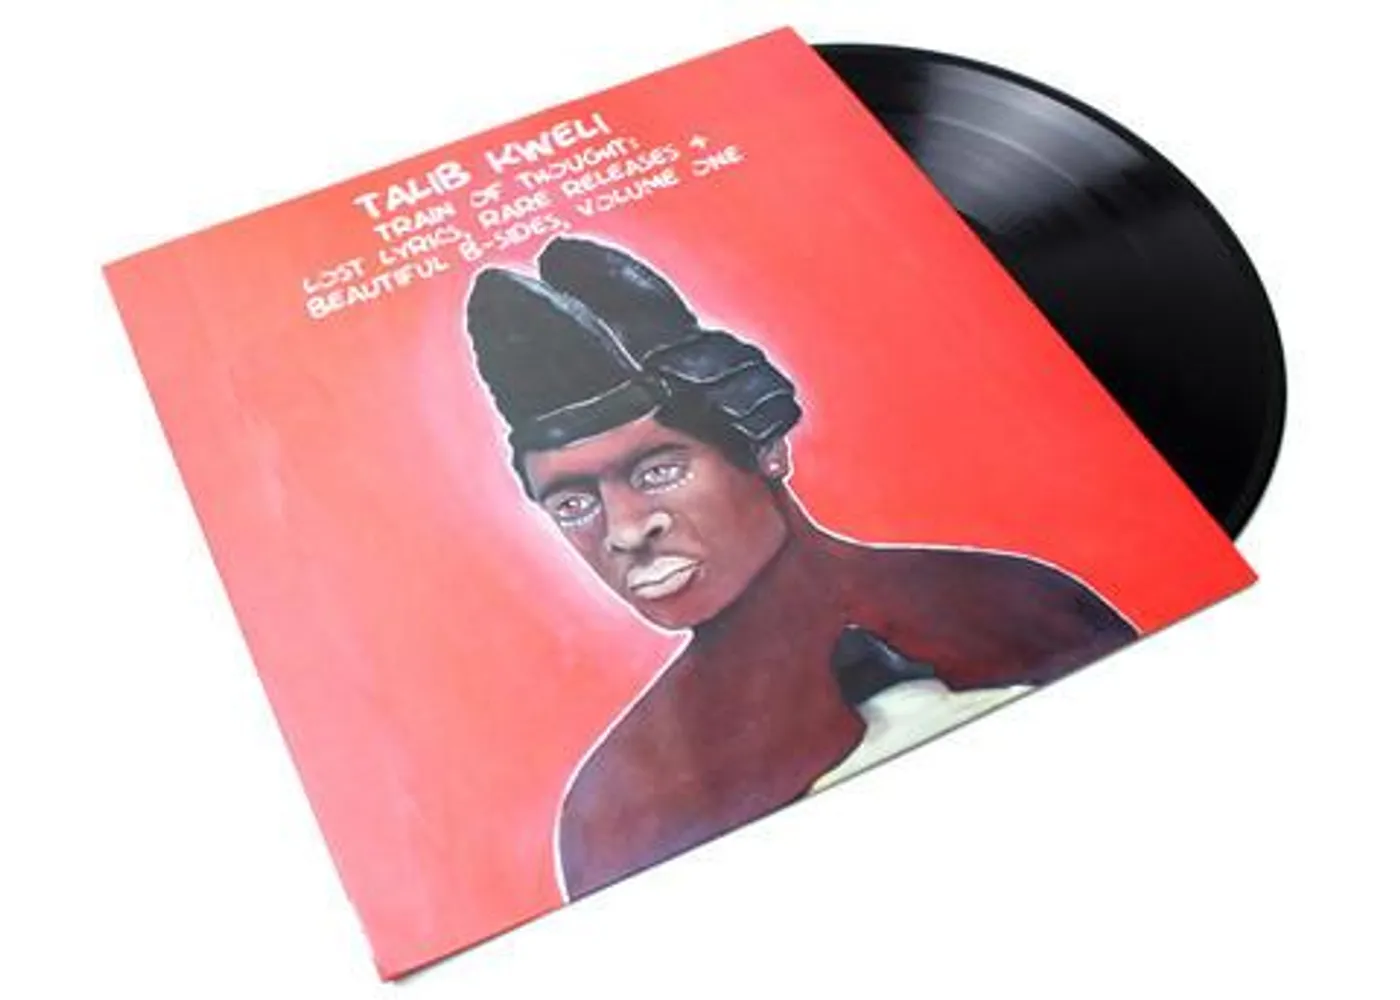 TALIB KWELI
TRAIN OF THOUGHT:
LOST LYRICS, RARE RELEASES +
BEAUTIFUL B-SIDES, VOLUME ONE